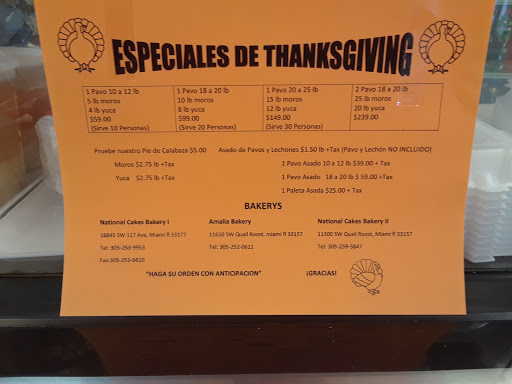 ESPECIALES DE THANKSGIVING
1 Pavo 10 a 12 lb
5 lb moros
4 lb yuca
$59.00
(Sirve 10 Personas)
1 Pavo 18 a 20 lb
10 lb moros
8 lb yuca
$99.00
(Sirve 20 Personas)
1 Pavo 20 a 25 lb
15 lb moros
12 lb yuca
$149.00
(Sirve 30 Personas)
2 Pavo 18 a 20 lb
25 lb moros
20 lb yuca
$239.00
Pruebe nuestro Pie de Calabaza $5.00 Asado de Pavos y Lechones $1.50 lb +Tax (Pavo y Lechón NO INCLUIDO)
Moros $2.75 lb +Tax 1 Pavo Asado 10 a 12 lb $39.00 + Tax
Yuca $2.75 lb +Tax 1 Pavo Asado 18 a 20 lb $ 59.00 +Tax
1 Paleta Asada $25.00 + Tax
BAKERYS
National Cakes Bakery I
18845 SW 117 Ave, Miami fl 33177
Tel: 305-253-9953
Fax:305-253-6610
Amalia Bakery
11610 SW Quail Roost, miami fl 33157
Tel: 305-252-0611
National Cakes Bakery II
11300 SW Quail Roost, Miami fl 33157
Tel: 305-259-5847
"HAGA SU ORDEN CON ANTICIPACION" ¡GRACIAS!